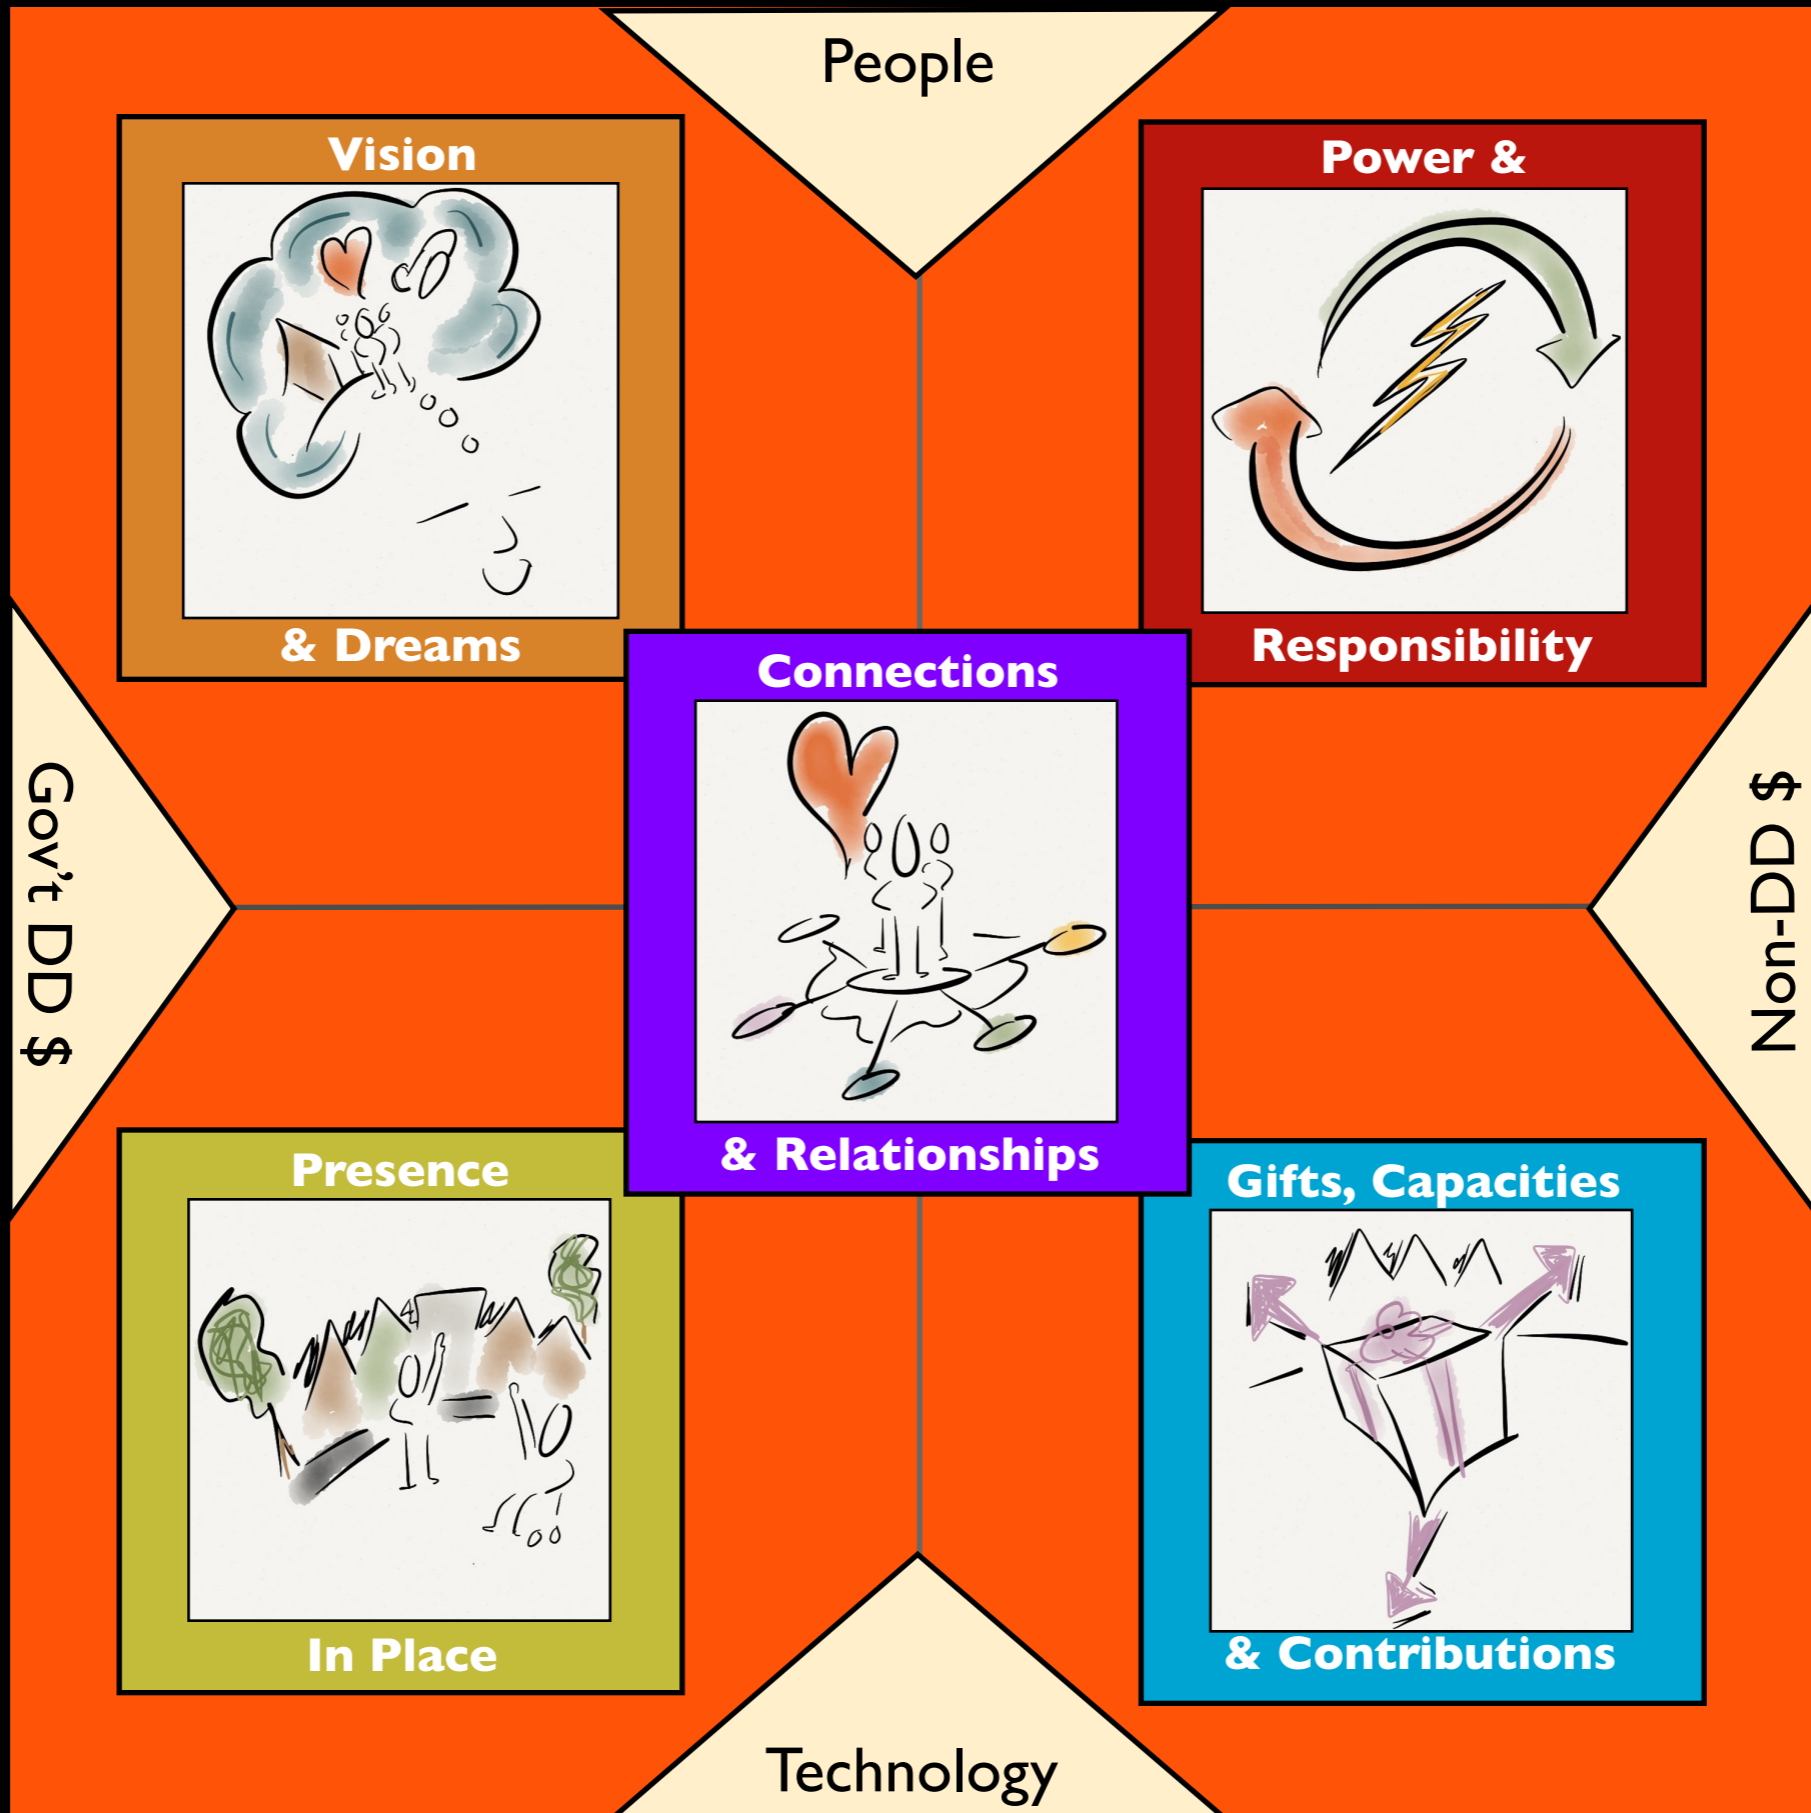 People
Vision
& Dreams
Power &
Responsibility
Gov't DD $
Connections
& Relationships
Non-DD $
Presence
In Place
Gifts, Capacities
& Contributions
Technology